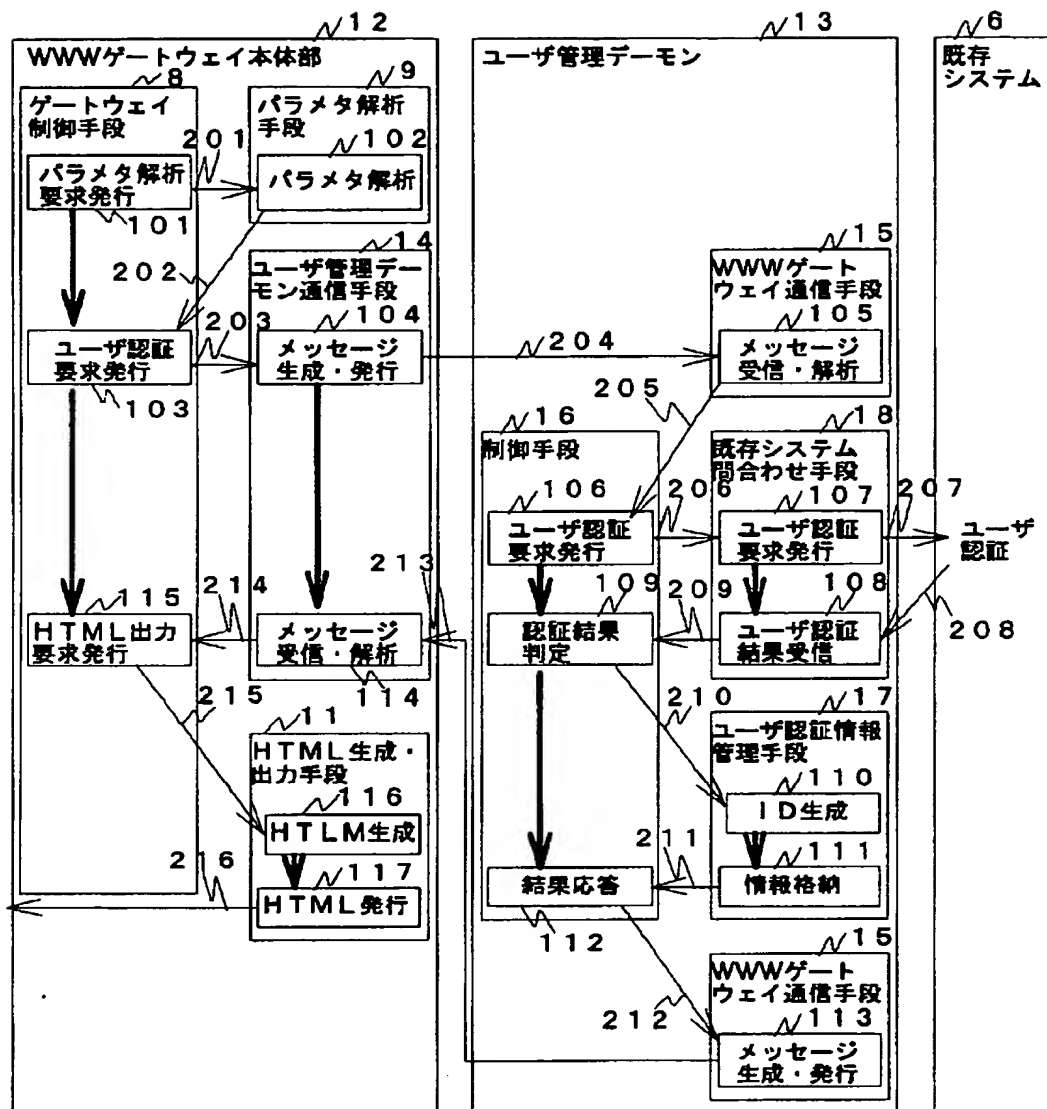 12
13
6
WWWゲートウェイ本体部
ユーザ管理デーモン
既存
システム
8
9
ゲートウェイ
制御手段
パラメタ解析
手段
201
102
パラメタ解析
要求発行
パラメタ解析
101
202
14
ユーザ管理デー
モン通信手段
15
WWWゲート
ウェイ通信手段
203
104
105
ユーザ認証
要求発行
メッセージ
生成・発行
204
メッセージ
受信・解析
103
205
16
18
制御手段
既存システム
問合わせ手段
106
206
107
207
ユーザ認証
要求発行
ユーザ認証
要求発行
ユーザ
認証
115
214
213
109
209
108
HTML出力
要求発行
メッセージ
受信・解析
認証結果
判定
ユーザ認証
結果受信
208
114
215
210
17
11
HTML生成・
出力手段
ユーザ認証情報
管理手段
116
110
HTLM生成
ID生成
216
117
211
111
HTML発行
結果応答
情報格納
112
15
WWWゲート
ウェイ通信手段
212
113
メッセージ
生成・発行